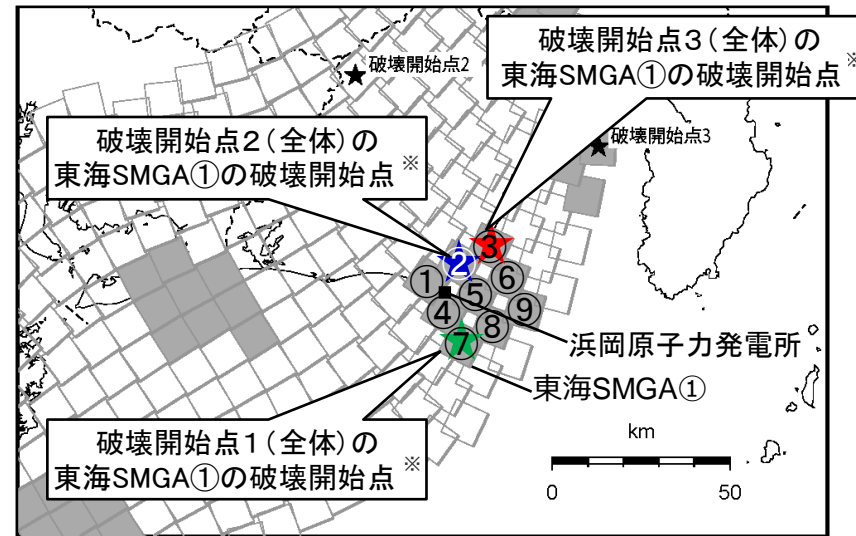 破壊開始点3(全体)の
東海SMGA①の破壊開始点※
破壊開始点2
破壊開始点3
破壊開始点2(全体)の
東海SMGA①の破壊開始点※
③
②
①
⑥
⑤
④
⑨
⑧
⑦
浜岡原子力発電所
東海SMGA①
破壊開始点1(全体)の
東海SMGA①の破壊開始点※
km
0 50